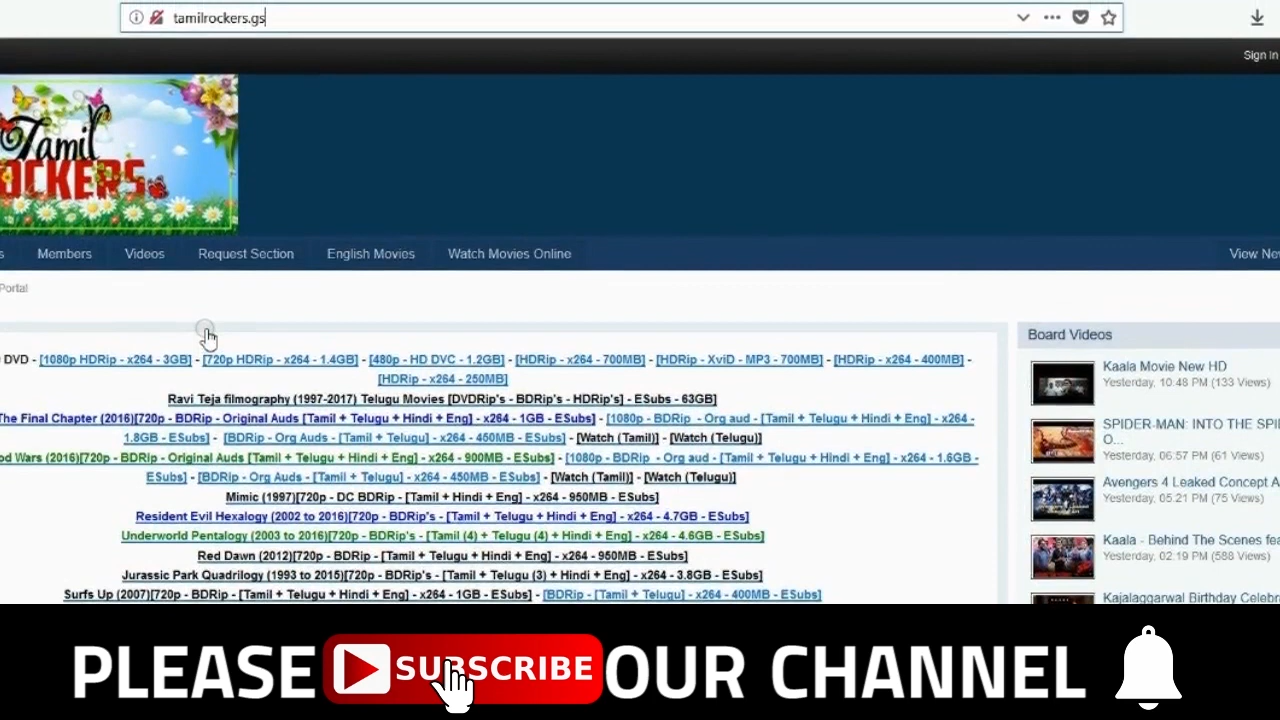 tamilrockers.gs
Sign In
Tamil
OCKERS
s Members Videos Request Section English Movies Watch Movies Online View Ne
Portal
DVD - [1080p HDRip - x264 - 3GB] - [720p HDRip - x264 - 1.4GB] - [480p - HD DVC - 1.2GB] - [HDRip - x264 - 700MB] - [HDRip - XviD - MP3 - 700MB] - [HDRip - x264 - 400MB] -
[HDRip - x264 - 250MB]
Ravi Teja filmography (1997-2017) Telugu Movies [DVDRip's - BDRip's - HDRip's] - ESubs - 63GB]
The Final Chapter (2016)[720p - BDRip - Original Auds [Tamil + Telugu + Hindi + Eng] - x264 - 1GB - ESubs] - [1080p - BDRip - Org aud - [Tamil + Telugu + Hindi + Eng] - x264 -
1.8GB - ESubs] - [BDRip - Org Auds - [Tamil + Telugu] - x264 - 450MB - ESubs] - [Watch (Tamil)] - [Watch (Telugu)]
od Wars (2016)[720p - BDRip - Original Auds [Tamil + Telugu + Hindi + Eng] - x264 - 900MB - ESubs] - [1080p - BDRip - Org aud - [Tamil + Telugu + Hindi + Eng] - x264 - 1.6GB -
ESubs] - [BDRip - Org Auds - [Tamil + Telugu] - x264 - 450MB - ESubs] - [Watch (Tamil)] - [Watch (Telugu)]
Mimic (1997)[720p - DC BDRip - [Tamil + Hindi + Eng] - x264 - 950MB - ESubs]
Resident Evil Hexalogy (2002 to 2016)[720p - BDRip's - [Tamil + Telugu + Hindi + Eng] - x264 - 4.7GB - ESubs]
Underworld Pentalogy (2003 to 2016)[720p - BDRip's - [Tamil (4) + Telugu (4) + Hindi + Eng] - x264 - 4.6GB - ESubs]
Red Dawn (2012)[720p - BDRip - [Tamil + Telugu + Hindi + Eng] - x264 - 950MB - ESubs]
Jurassic Park Quadrilogy (1993 to 2015)[720p - BDRip's - [Tamil + Telugu (3) + Hindi + Eng] - x264 - 3.8GB - ESubs]
Surfs Up (2007)[720p - BDRip - [Tamil + Telugu + Hindi + Eng] - x264 - 1GB - ESubs] - [BDRip - [Tamil + Telugu] - x264 - 400MB - ESubs]
Board Videos
Kaala Movie New HD
Yesterday, 10:48 PM (133 Views)
SPIDER-MAN: INTO THE SPI
O...
Yesterday, 06:57 PM (61 Views)
Avengers 4 Leaked Concept A
Yesterday, 05:21 PM (75 Views)
Kaala - Behind The Scenes fea
Yesterday, 02:19 PM (588 Views)
Kajalaggarwal Birthday Celebr
PLEASE SUBSCRIBE OUR CHANNEL